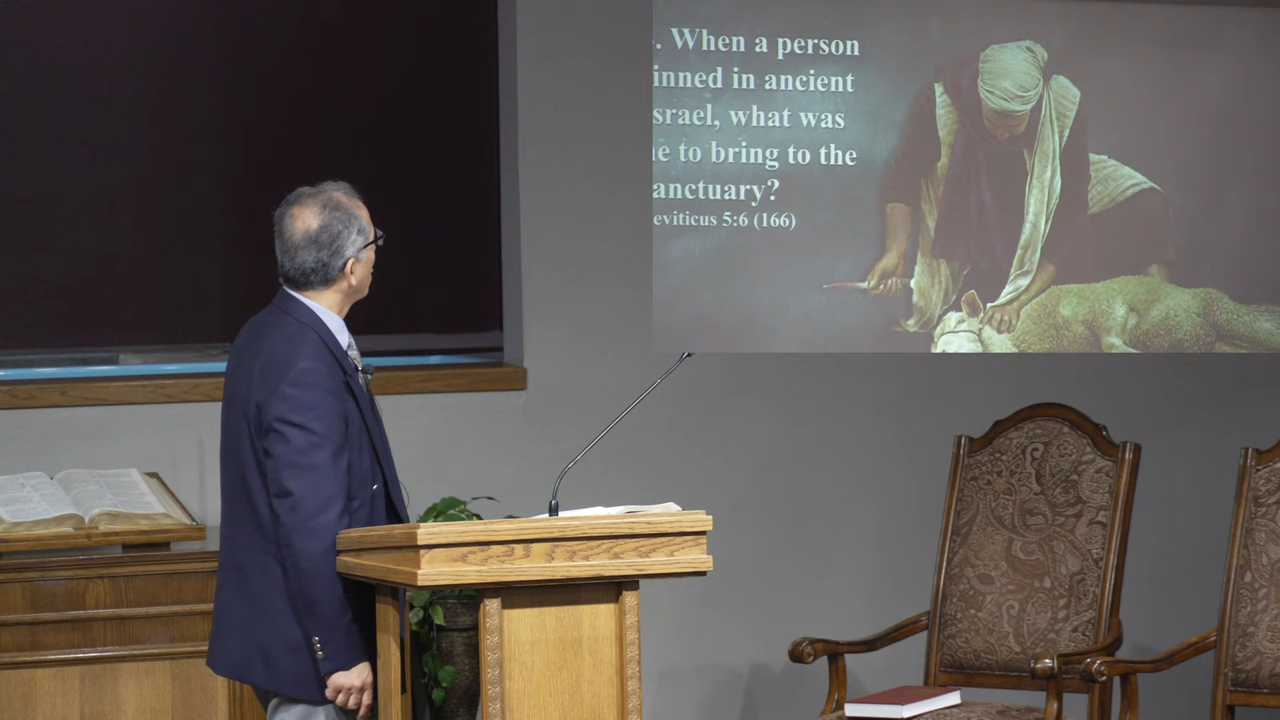 . When a person
inned in ancient
srael, what was
e to bring to the
anctuary?
eviticus 5:6 (166)